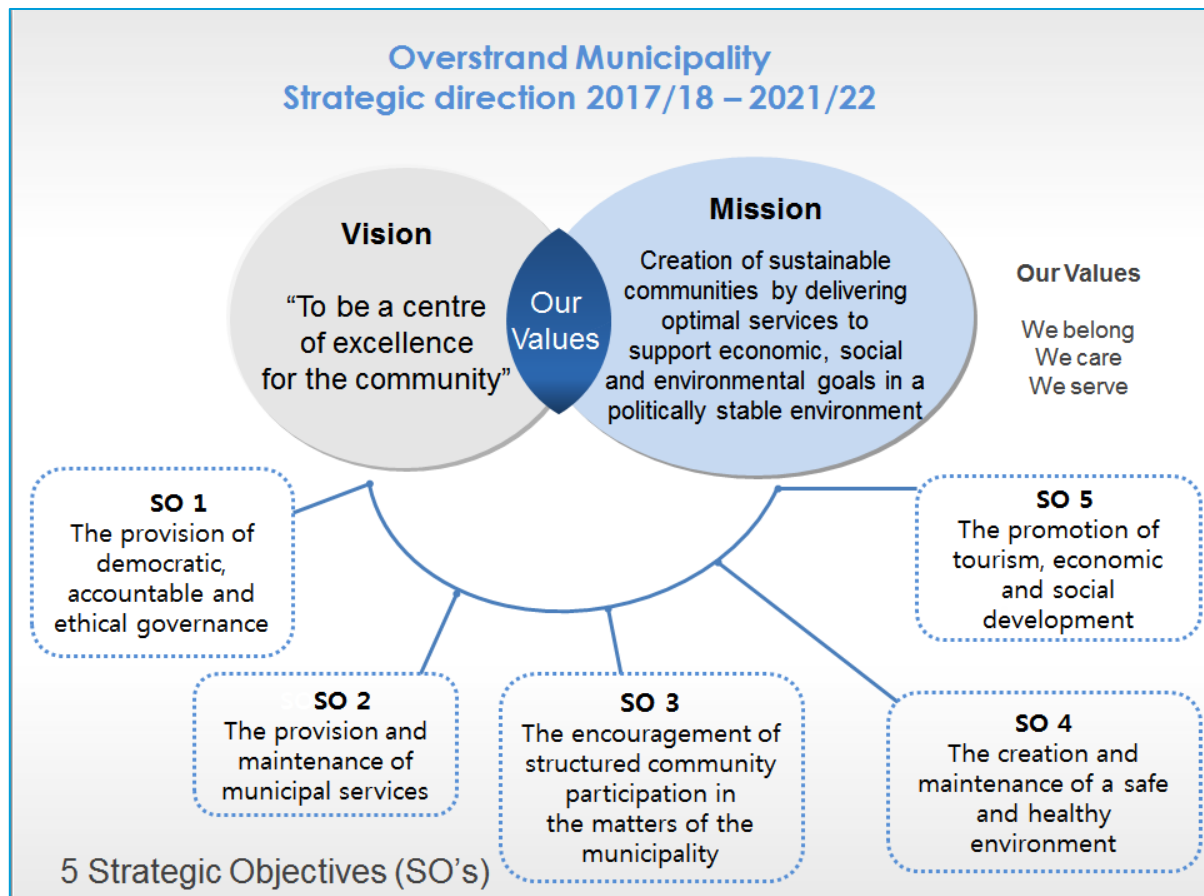 Overstrand Municipality
Strategic direction 2017/18 – 2021/22
Vision
“To be a centre
of excellence
for the community”
Our
Values
Mission
Creation of sustainable
communities by delivering
optimal services to
support economic, social
and environmental goals in a
politically stable environment
Our Values
We belong
We care
We serve
SO 1
The provision of
democratic,
accountable and
ethical governance
SO 2
The provision and
maintenance of
municipal services
SO 3
The encouragement of
structured community
participation in
the matters of the
municipality
SO 4
The creation and
maintenance of a safe
and healthy
environment
SO 5
The promotion of
tourism, economic
and social
development
5 Strategic Objectives (SO’s)